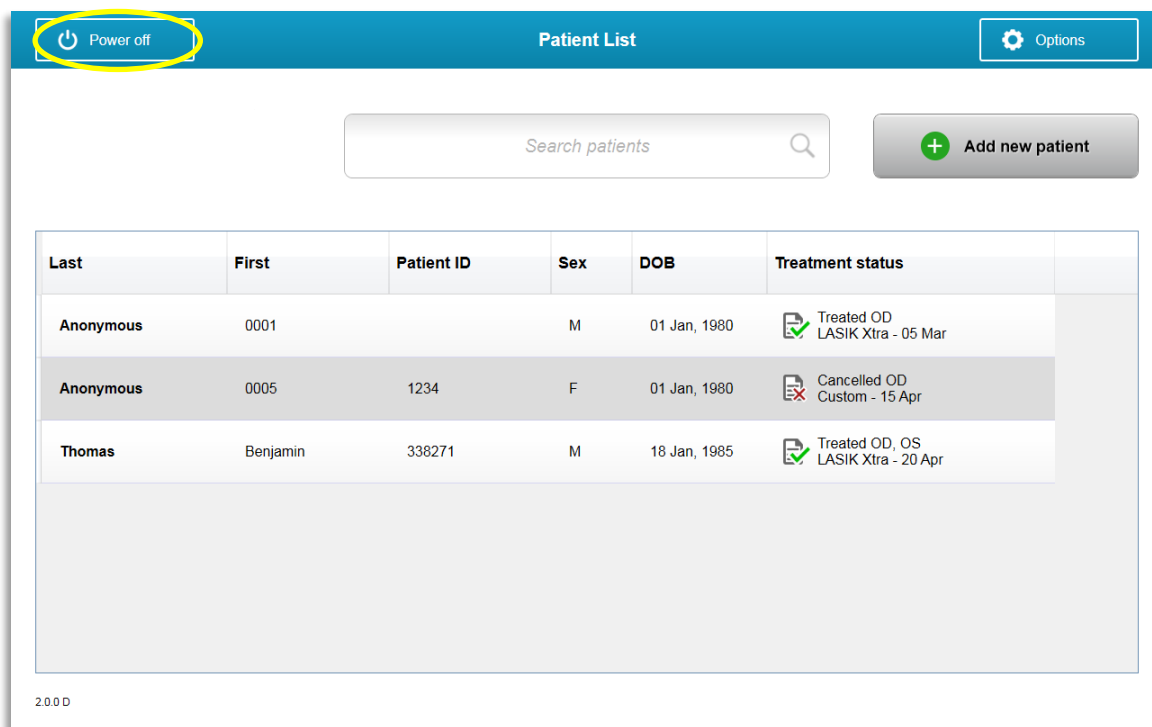 Power off
Patient List
Options
Search patients
Add new patient
Last First Patient ID Sex DOB Treatment status
Anonymous 0001 M 01 Jan, 1980 Treated OD
LASIK Xtra - 05 Mar
Anonymous 0005 1234 F 01 Jan, 1980 Cancelled OD
Custom - 15 Apr
Thomas Benjamin 338271 M 18 Jan, 1985 Treated OD, OS
LASIK Xtra - 20 Apr
2.0.0 D